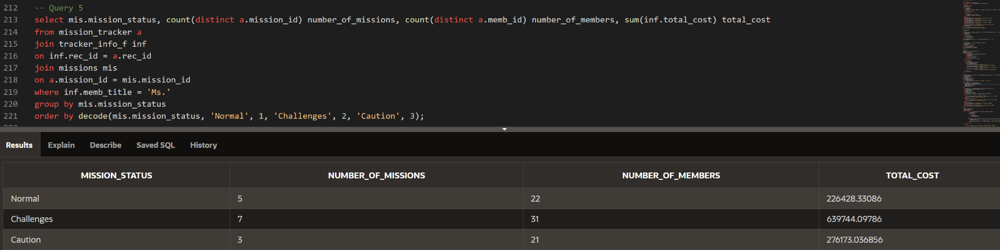 212 -- Query 5
213 select mis.mission_status, count(distinct a.mission_id) number_of_missions, count(distinct a.memb_id) number_of_members, sum(inf.total_cost) total_cost
214 from mission_tracker a
215 join tracker_info_f inf
216 on inf.rec_id = a.rec_id
217 join missions mis
218 on a.mission_id = mis.mission_id
219 where inf.memb_title = 'Ms.'
220 group by mis.mission_status
221 order by decode(mis.mission_status, 'Normal', 1, 'Challenges', 2, 'Caution', 3);
Results Explain Describe Saved SQL History
MISSION_STATUS NUMBER_OF_MISSIONS NUMBER_OF_MEMBERS TOTAL_COST
Normal 5 22 226428.33086
Challenges 7 31 639744.09786
Caution 3 21 276173.036856